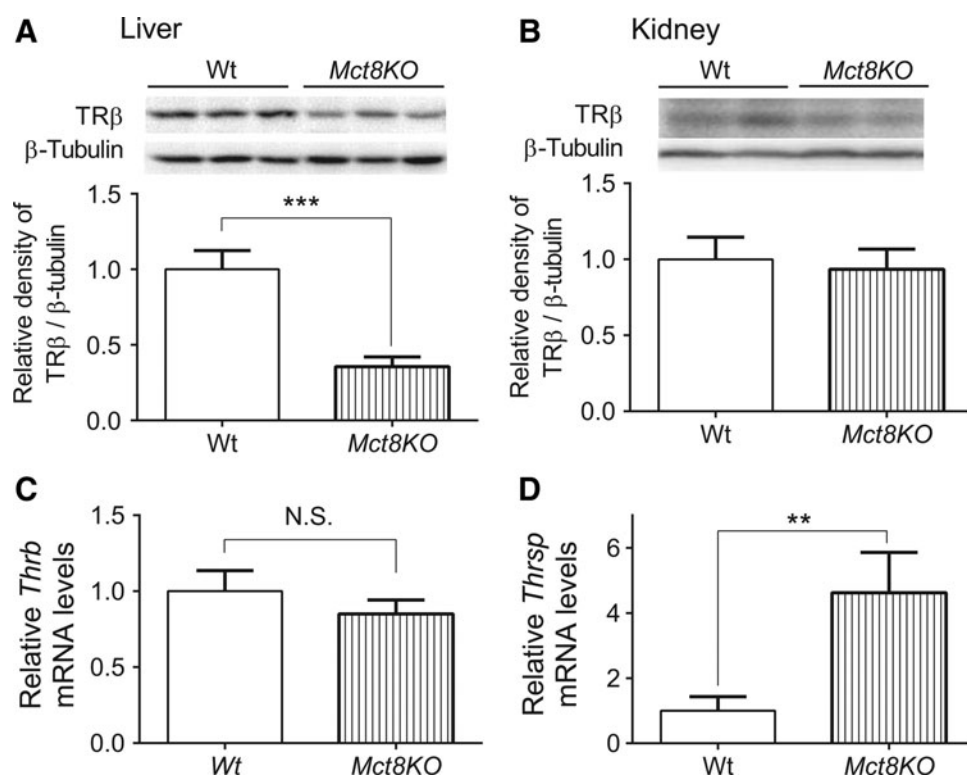 A Liver
Wt Mct8KO
TRβ
β-Tubulin
Relative density of
TRβ / β-tubulin
1.5
1.0
0.5
0.0
***
Wt Mct8KO
B Kidney
Wt Mct8KO
TRβ
β-Tubulin
Relative density of
TRβ / β-tubulin
1.5
1.0
0.5
0.0
Wt Mct8KO
C
Relative Thrb
mRNA levels
1.5
1.0
0.5
0.0
N.S.
Wt Mct8KO
D
Relative Thrsp
mRNA levels
6
4
2
0
**
Wt Mct8KO